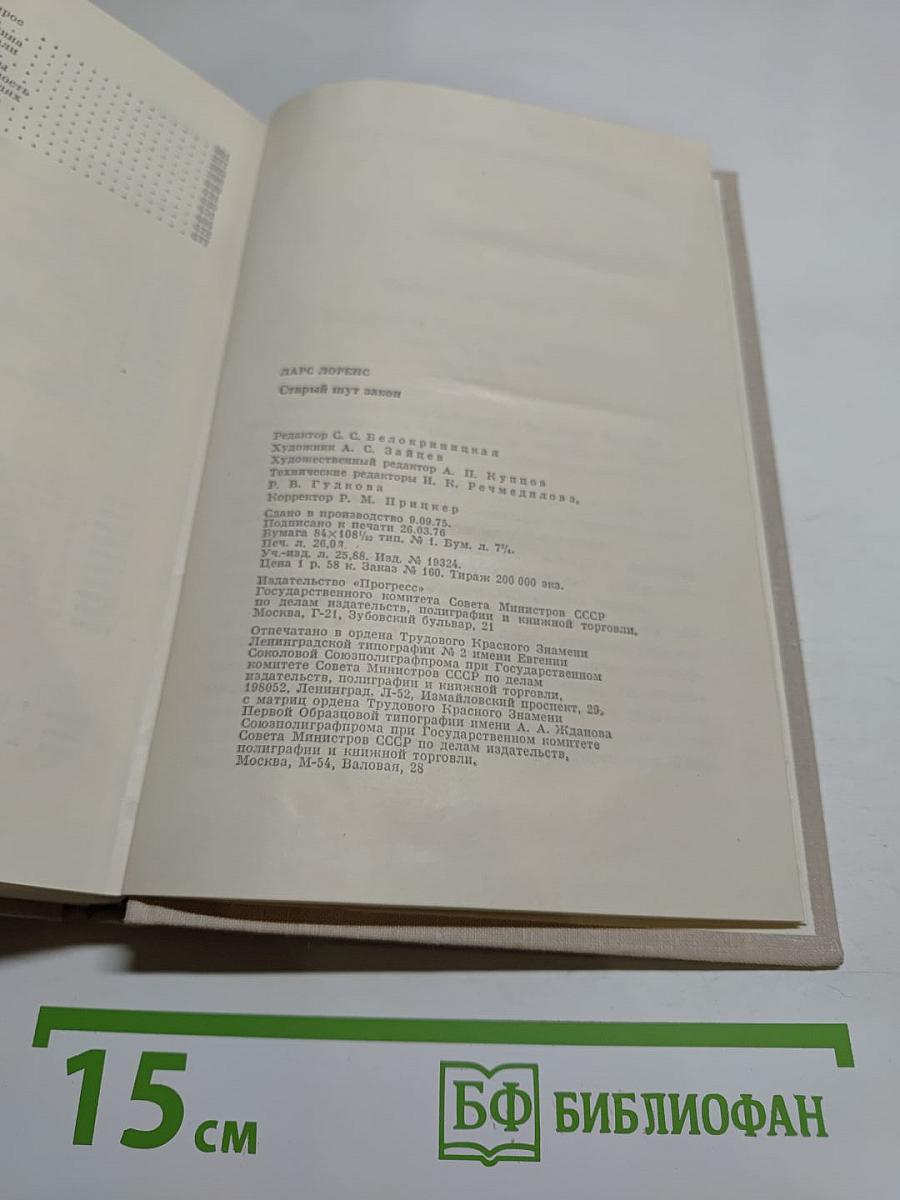 ЛАРС ЛОРЕНС
Старый шут закон
Редактор С. С. Белокриницкая
Художник А. С. Зайцев
Художественный редактор А. П. Купцов
Технические редакторы И. К. Речмедилова,
Р. В. Гудкова
Корректор Р. М. Прицкер
Сдано в производство 9.09.75.
Подписано к печати 26.03.76
Бумага 84×108¹/₃₂ тип. № 1. Бум. л. 7³/₄.
Печ. л. 26,03.
Уч.-изд. л. 25,88. Изд. № 19324.
Цена 1 р. 58 к. Заказ № 160. Тираж 200 000 экз.
Издательство «Прогресс»
Государственного комитета Совета Министров СССР
по делам издательств, полиграфии и книжной торговли,
Москва, Г-21, Зубовский бульвар, 21
Отпечатано в ордена Трудового Красного Знамени
Ленинградской типографии № 2 имени Евгении
Соколовой Союзполиграфпрома при Государственном
комитете Совета Министров СССР по делам
издательств, полиграфии и книжной торговли,
198052, Ленинград, Л-52, Измайловский проспект, 29,
с матриц ордена Трудового Красного Знамени
Первой Образцовой типографии имени А. А. Жданова
Союзполиграфпрома при Государственном комитете
Совета Министров СССР по делам издательств,
полиграфии и книжной торговли,
Москва, М-54, Валовая, 28
15 см
БФ БИБЛИОФАН